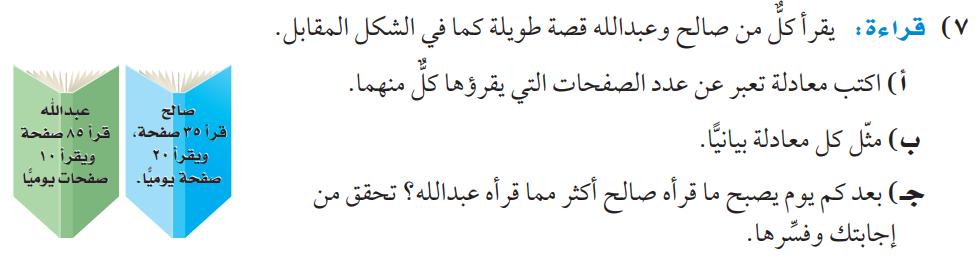 ٧) قراءة: يقرأ كلٌّ من صالح وعبدالله قصة طويلة كما في الشكل المقابل.
أ) اكتب معادلة تعبر عن عدد الصفحات التي يقرؤها كلٌّ منهما.
ب) مثّل كل معادلة بيانيًّا.
جـ) بعد كم يوم يصبح ما قرأه صالح أكثر مما قرأه عبدالله؟ تحقق من
إجابتك وفسِّرها.
صالح
قرأ ٣٥ صفحة،
ويقرأ ٢٠
صفحة يوميًّا.
عبدالله
قرأ ٨٥ صفحة
ويقرأ ١٠
صفحات يوميًّا